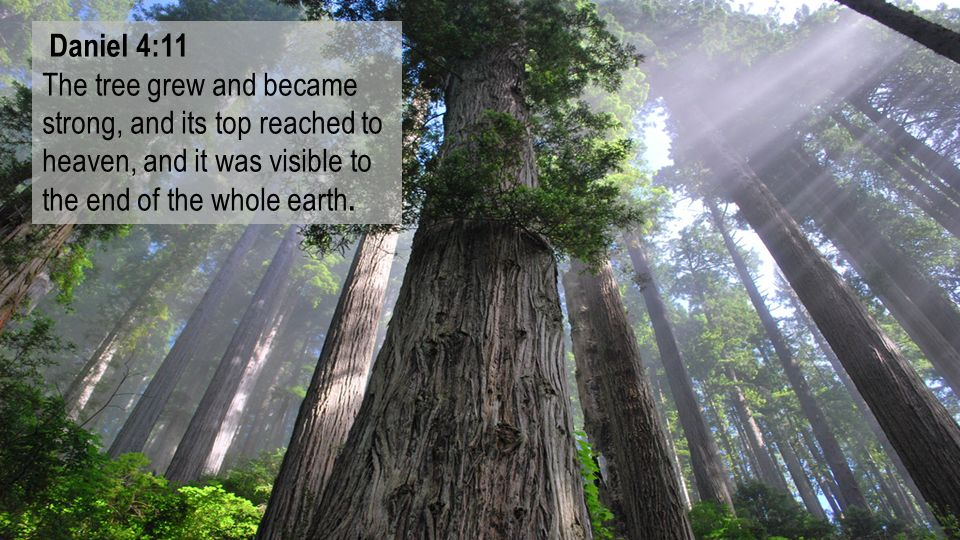 Daniel 4:11
The tree grew and became
strong, and its top reached to
heaven, and it was visible to
the end of the whole earth.